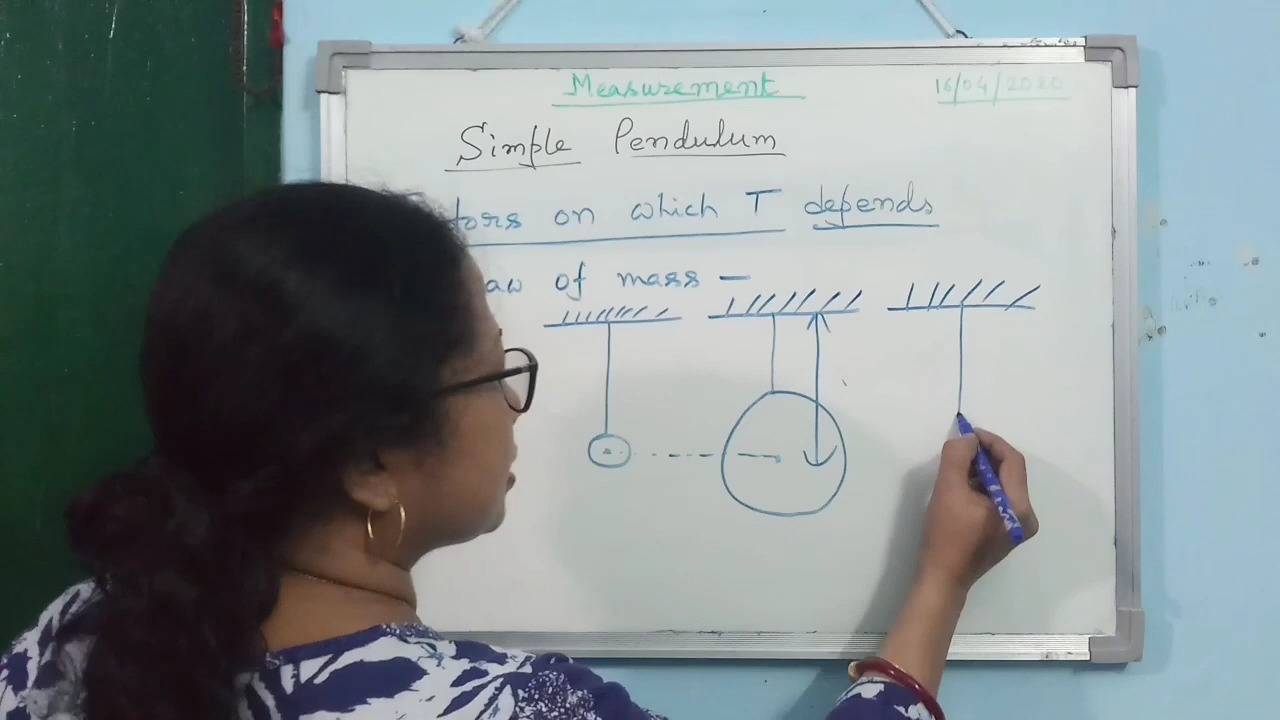 Measurement
16/04/2020
Simple Pendulum
tors on which T depends
aw of mass —